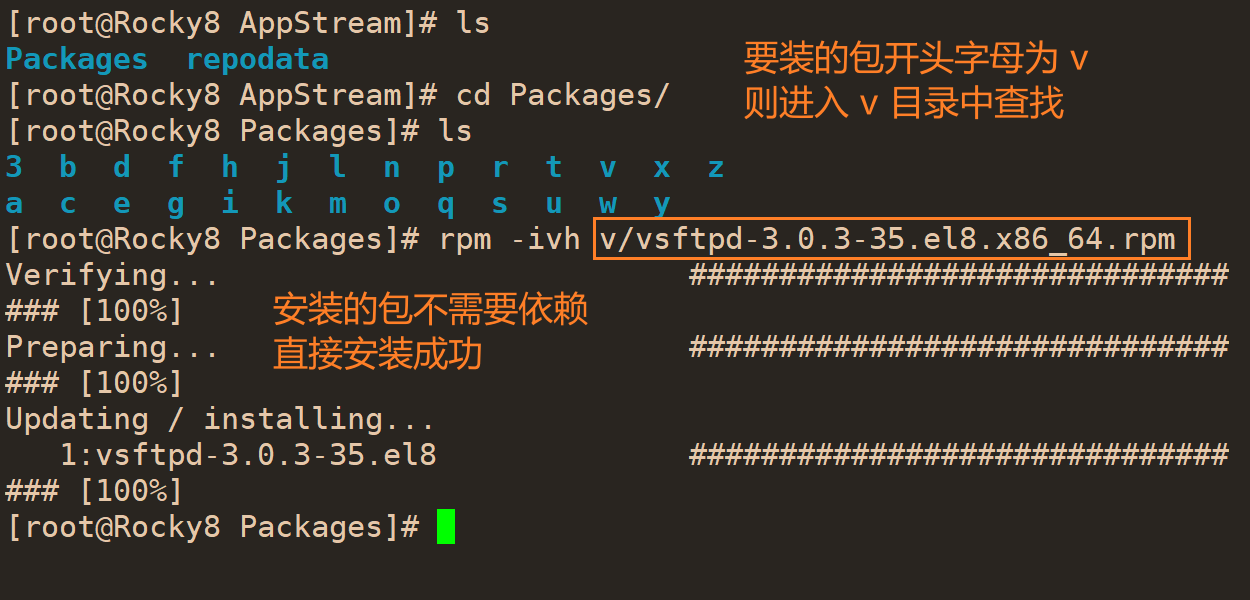 [root@Rocky8 AppStream]# ls
Packages  repodata
要装的包开头字母为 v
[root@Rocky8 AppStream]# cd Packages/
则进入 v 目录中查找
[root@Rocky8 Packages]# ls
3  b  d  f  h  j  l  n  p  r  t  v  x  z
a  c  e  g  i  k  m  o  q  s  u  w  y
[root@Rocky8 Packages]# rpm -ivh v/vsftpd-3.0.3-35.el8.x86_64.rpm
Verifying...                          ##############################
### [100%]
安装的包不需要依赖
Preparing...                          ##############################
直接安装成功
### [100%]
Updating / installing...
   1:vsftpd-3.0.3-35.el8              ##############################
### [100%]
[root@Rocky8 Packages]#